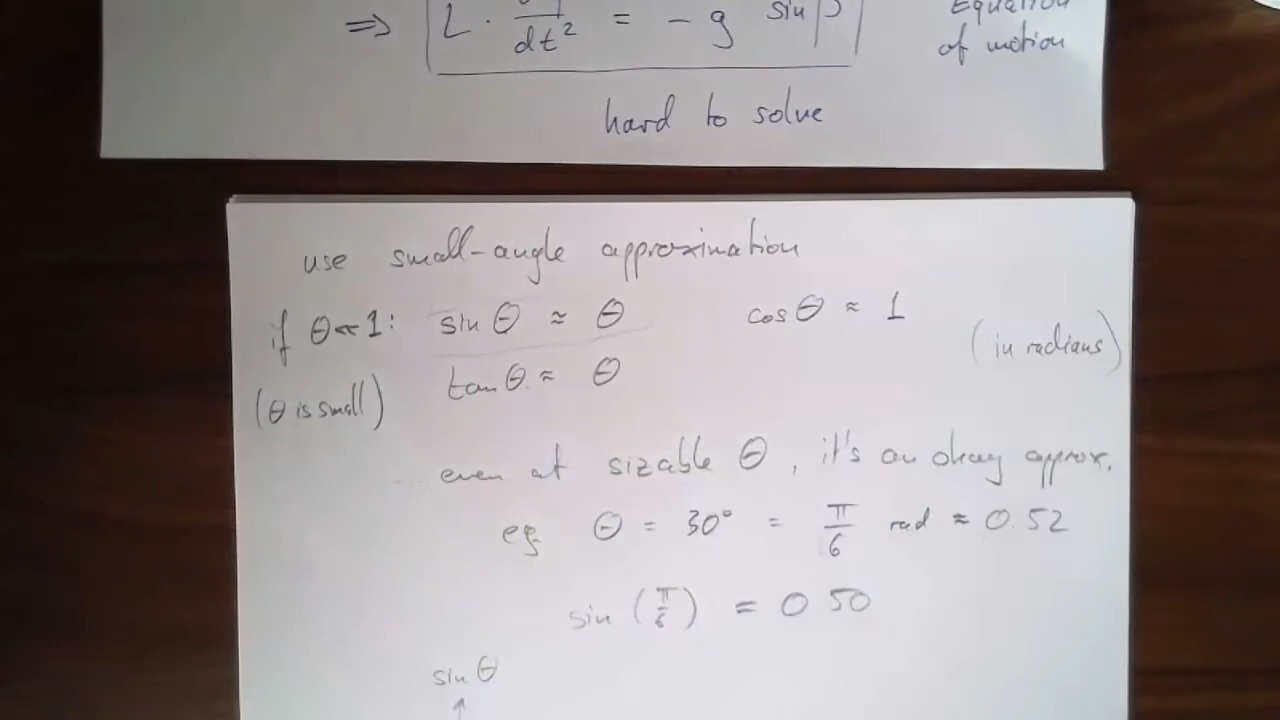 ⇒ L · /dt² = - g sin
Equation
of motion
hard to solve
use small-angle approximation
if θ≪1: sin θ ≈ θ cos θ ≈ 1
(in radians)
(θ is small) tan θ ≈ θ
even at sizable θ, it's an okay approx.
eg θ = 30° = π/6 rad ≈ 0.52
sin (π/6) = 0.50
sin θ
↑